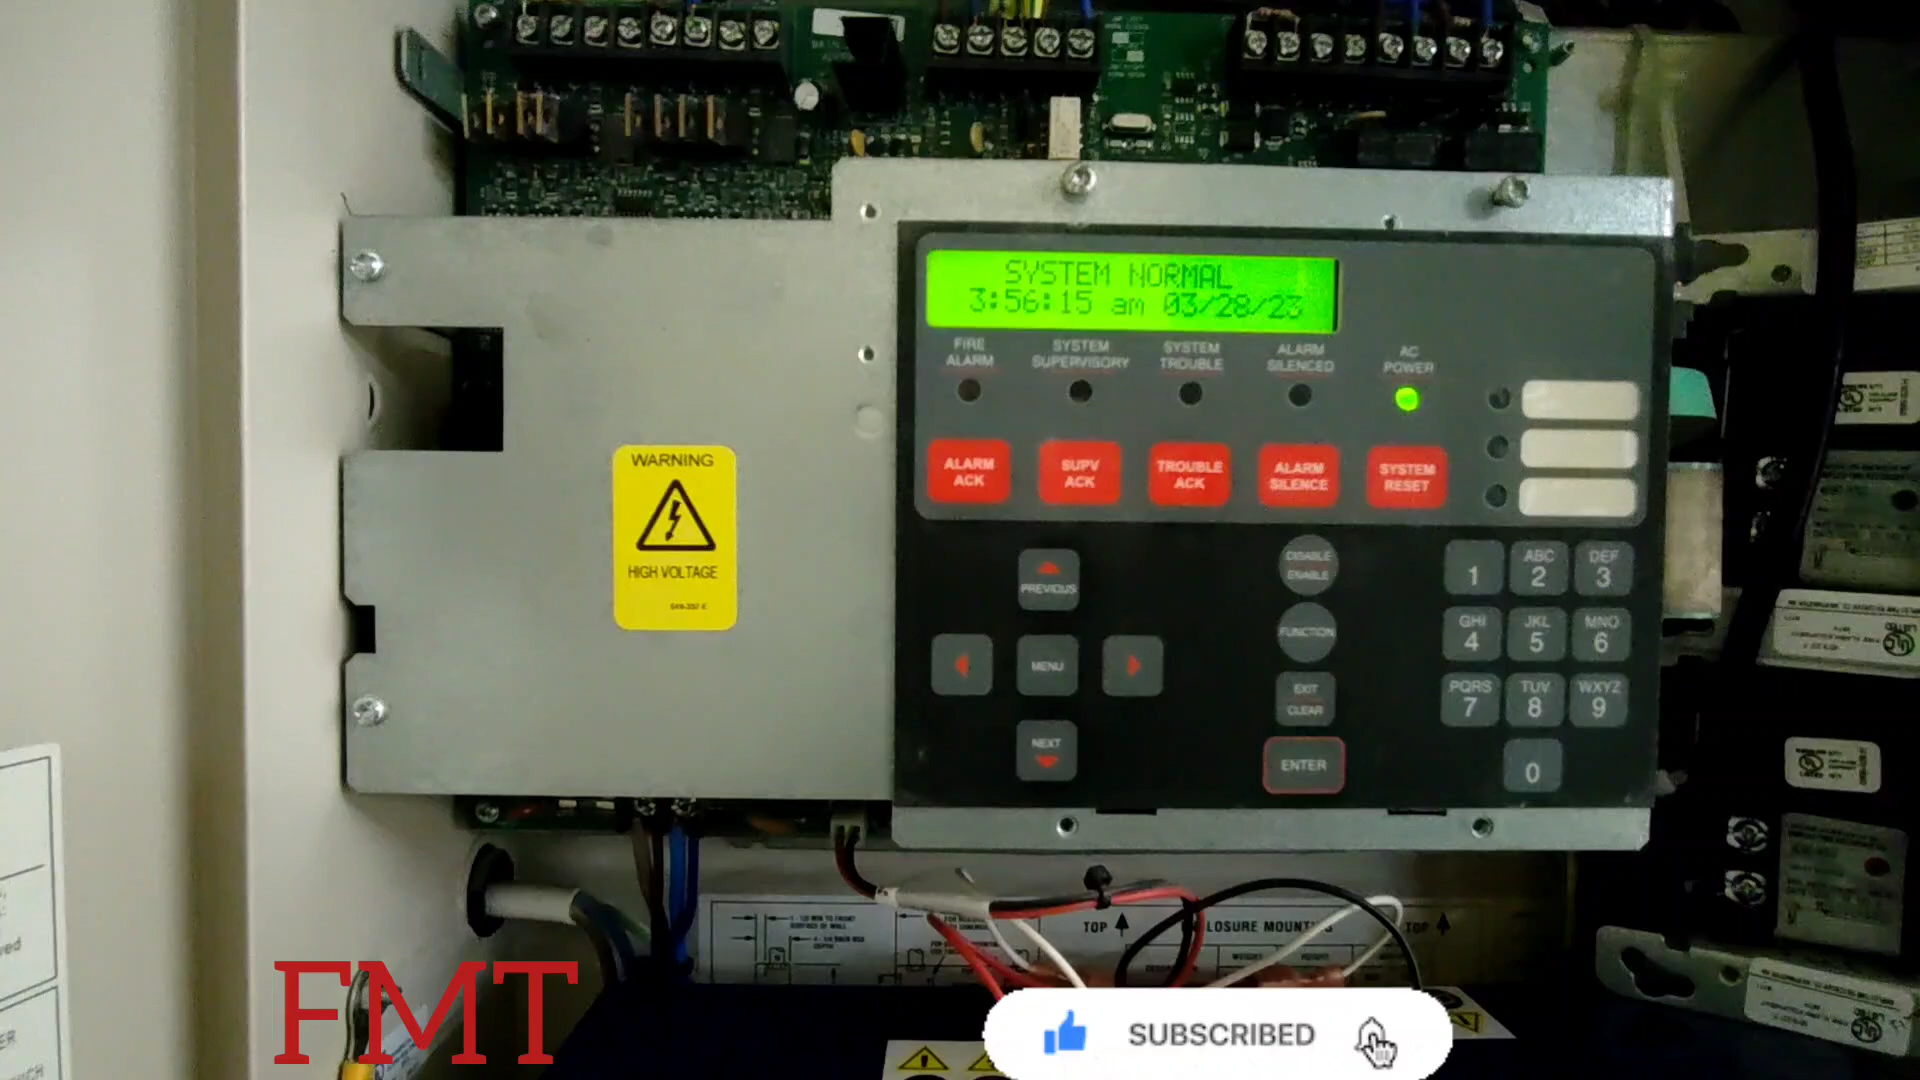 SYSTEM NORMAL
3:56:15 am 03/28/23
FIRE
ALARM
SYSTEM
SUPERVISORY
SYSTEM
TROUBLE
ALARM
SILENCED
AC
POWER
ALARM
ACK
SUPV
ACK
TROUBLE
ACK
ALARM
SILENCE
SYSTEM
RESET
WARNING
HIGH VOLTAGE
PREVIOUS
MENU
NEXT
DISABLE
ENABLE
FUNCTION
EXIT
CLEAR
ENTER
1
ABC
2
DEF
3
GHI
4
JKL
5
MNO
6
PQRS
7
TUV
8
WXYZ
9
0
TOP
CLOSURE MOUNTING
TOP
FMT
SUBSCRIBED